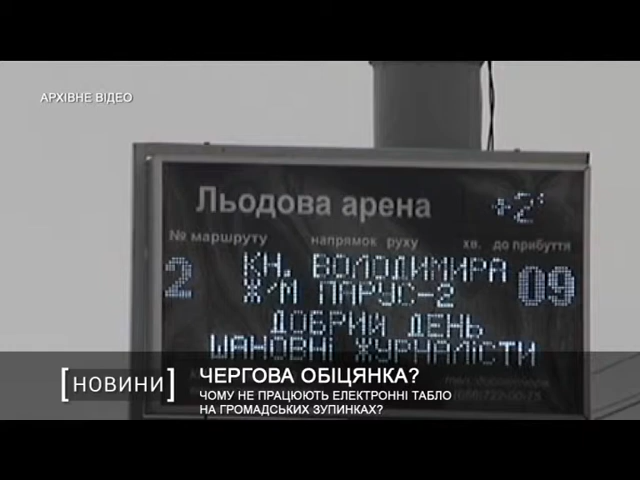 АРХІВНЕ ВІДЕО
Льодова арена +2°
№ маршруту напрямок руху хв. до прибуття
2 КН. ВОЛОДИМИРА 09
Ж/М ПАРУС-2
ДОБРИЙ ДЕНЬ
ШАНОВНІ ЖУРНАЛІСТИ
[НОВИНИ]
ЧЕРГОВА ОБІЦЯНКА?
ЧОМУ НЕ ПРАЦЮЮТЬ ЕЛЕКТРОННІ ТАБЛО
НА ГРОМАДСЬКИХ ЗУПИНКАХ?